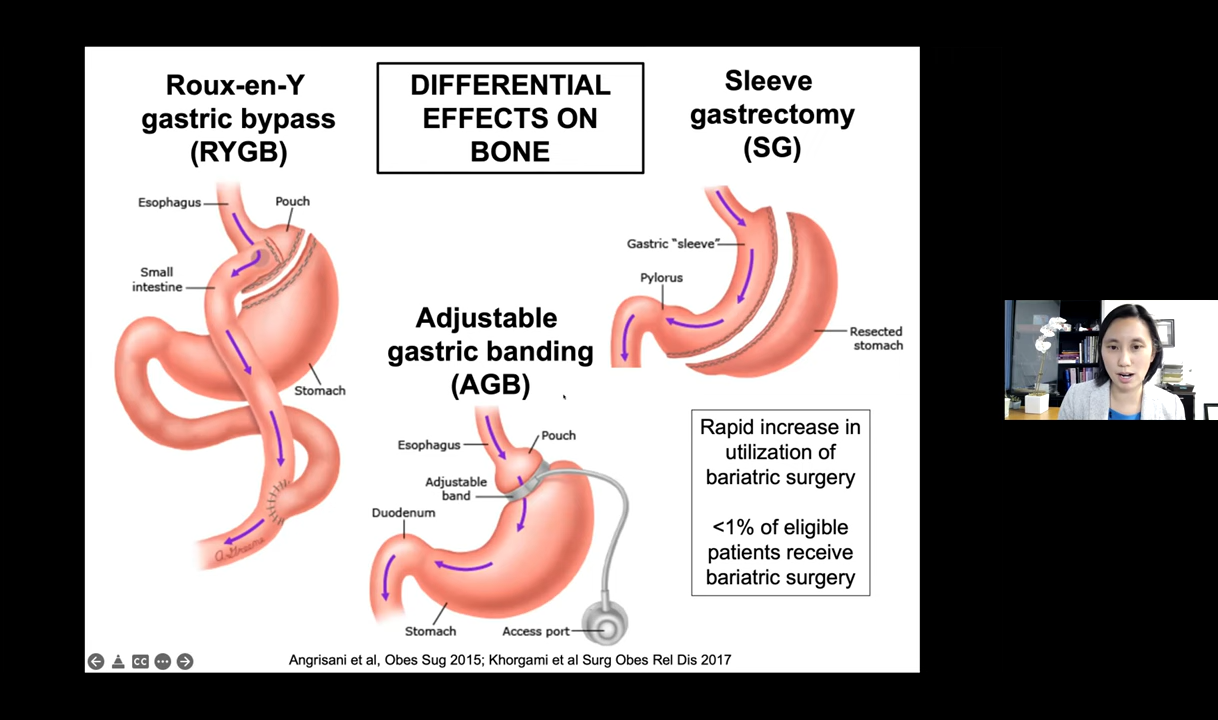 Roux-en-Y
gastric bypass
(RYGB)
DIFFERENTIAL
EFFECTS ON
BONE
Sleeve
gastrectomy
(SG)
Esophagus
Pouch
Small
intestine
Stomach
A. Greene
Adjustable
gastric banding
(AGB)
Esophagus
Pouch
Adjustable
band
Duodenum
Stomach
Access port
Gastric “sleeve”
Pylorus
Resected
stomach
Rapid increase in
utilization of
bariatric surgery
<1% of eligible
patients receive
bariatric surgery
CC
Angrisani et al, Obes Sug 2015; Khorgami et al Surg Obes Rel Dis 2017